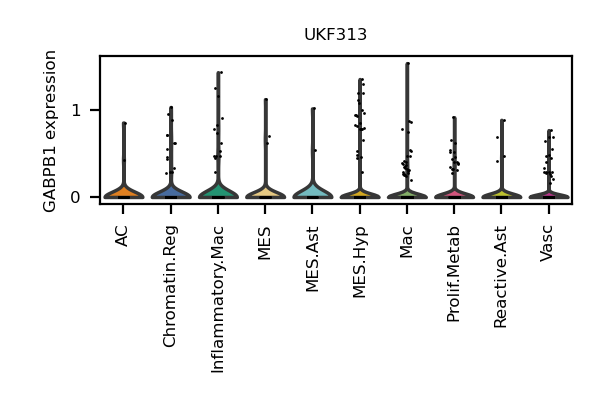 UKF313
GABPB1 expression
1
0
AC
Chromatin.Reg
Inflammatory.Mac
MES
MES.Ast
MES.Hyp
Mac
Prolif.Metab
Reactive.Ast
Vasc